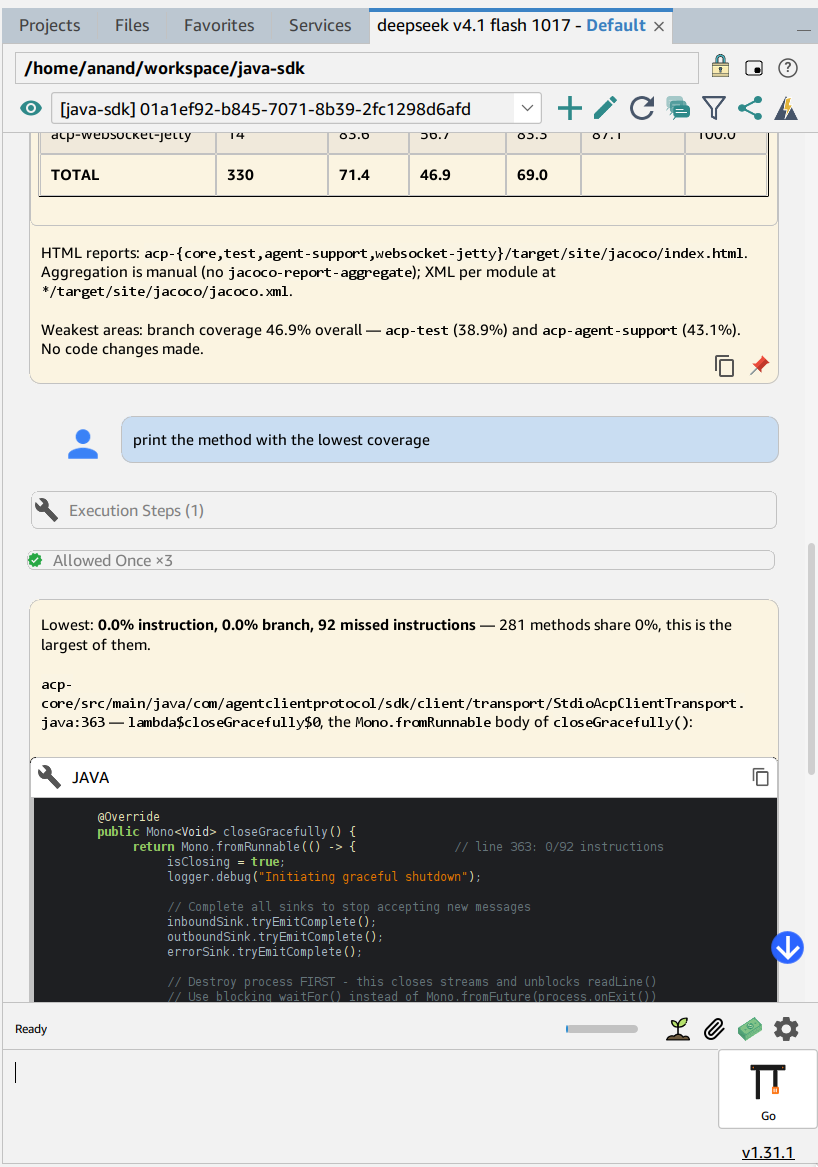 Projects Files Favorites Services deepseek v4.1 flash 1017 - Default ×
/home/anand/workspace/java-sdk
[java-sdk] 01a1ef92-b845-7071-8b39-2fc1298d6afd
acp-websocket-jetty 14 83.6 56.7 83.3 87.1 100.0
TOTAL 330 71.4 46.9 69.0
HTML reports: acp-{core,test,agent-support,websocket-jetty}/target/site/jacoco/index.html.
Aggregation is manual (no jacoco-report-aggregate); XML per module at
*/target/site/jacoco/jacoco.xml.
Weakest areas: branch coverage 46.9% overall — acp-test (38.9%) and acp-agent-support (43.1%).
No code changes made.
print the method with the lowest coverage
Execution Steps (1)
Allowed Once ×3
Lowest: 0.0% instruction, 0.0% branch, 92 missed instructions — 281 methods share 0%, this is the
largest of them.
acp-
core/src/main/java/com/agentclientprotocol/sdk/client/transport/StdioAcpClientTransport.
java:363 — lambda$closeGracefully$0, the Mono.fromRunnable body of closeGracefully():
JAVA
@Override
public Mono<Void> closeGracefully() {
return Mono.fromRunnable(() -> { // line 363: 0/92 instructions
isClosing = true;
logger.debug("Initiating graceful shutdown");
// Complete all sinks to stop accepting new messages
inboundSink.tryEmitComplete();
outboundSink.tryEmitComplete();
errorSink.tryEmitComplete();
// Destroy process FIRST - this closes streams and unblocks readLine()
// Use blocking waitFor() instead of Mono.fromFuture(process.onExit())
Ready
Go
v1.31.1